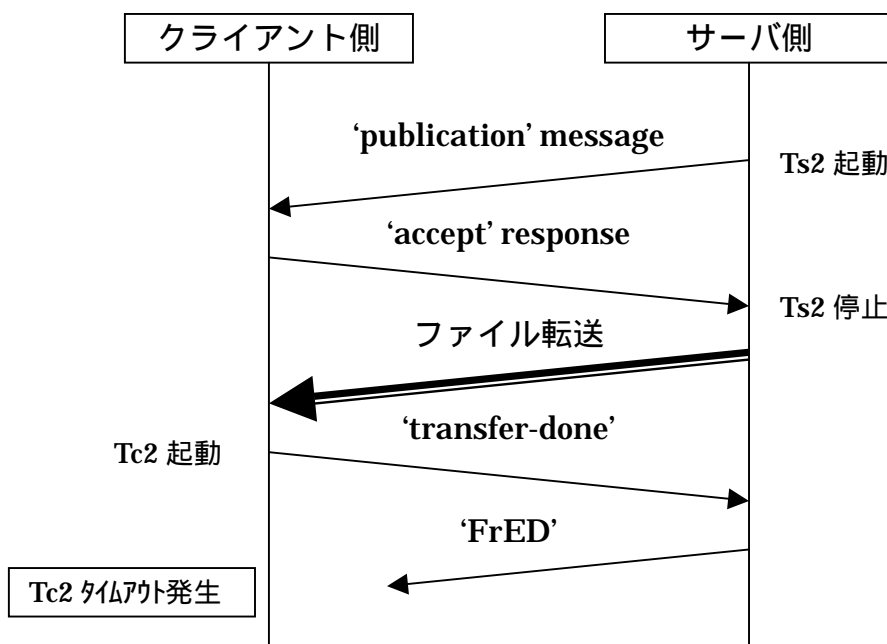 クライアント側
サーバ側
‘publication’ message
Ts2 起動
‘accept’ response
Ts2 停止
ファイル転送
‘transfer-done’
Tc2 起動
‘FrED’
Tc2 ﾀｲﾑｱｳﾄ発生